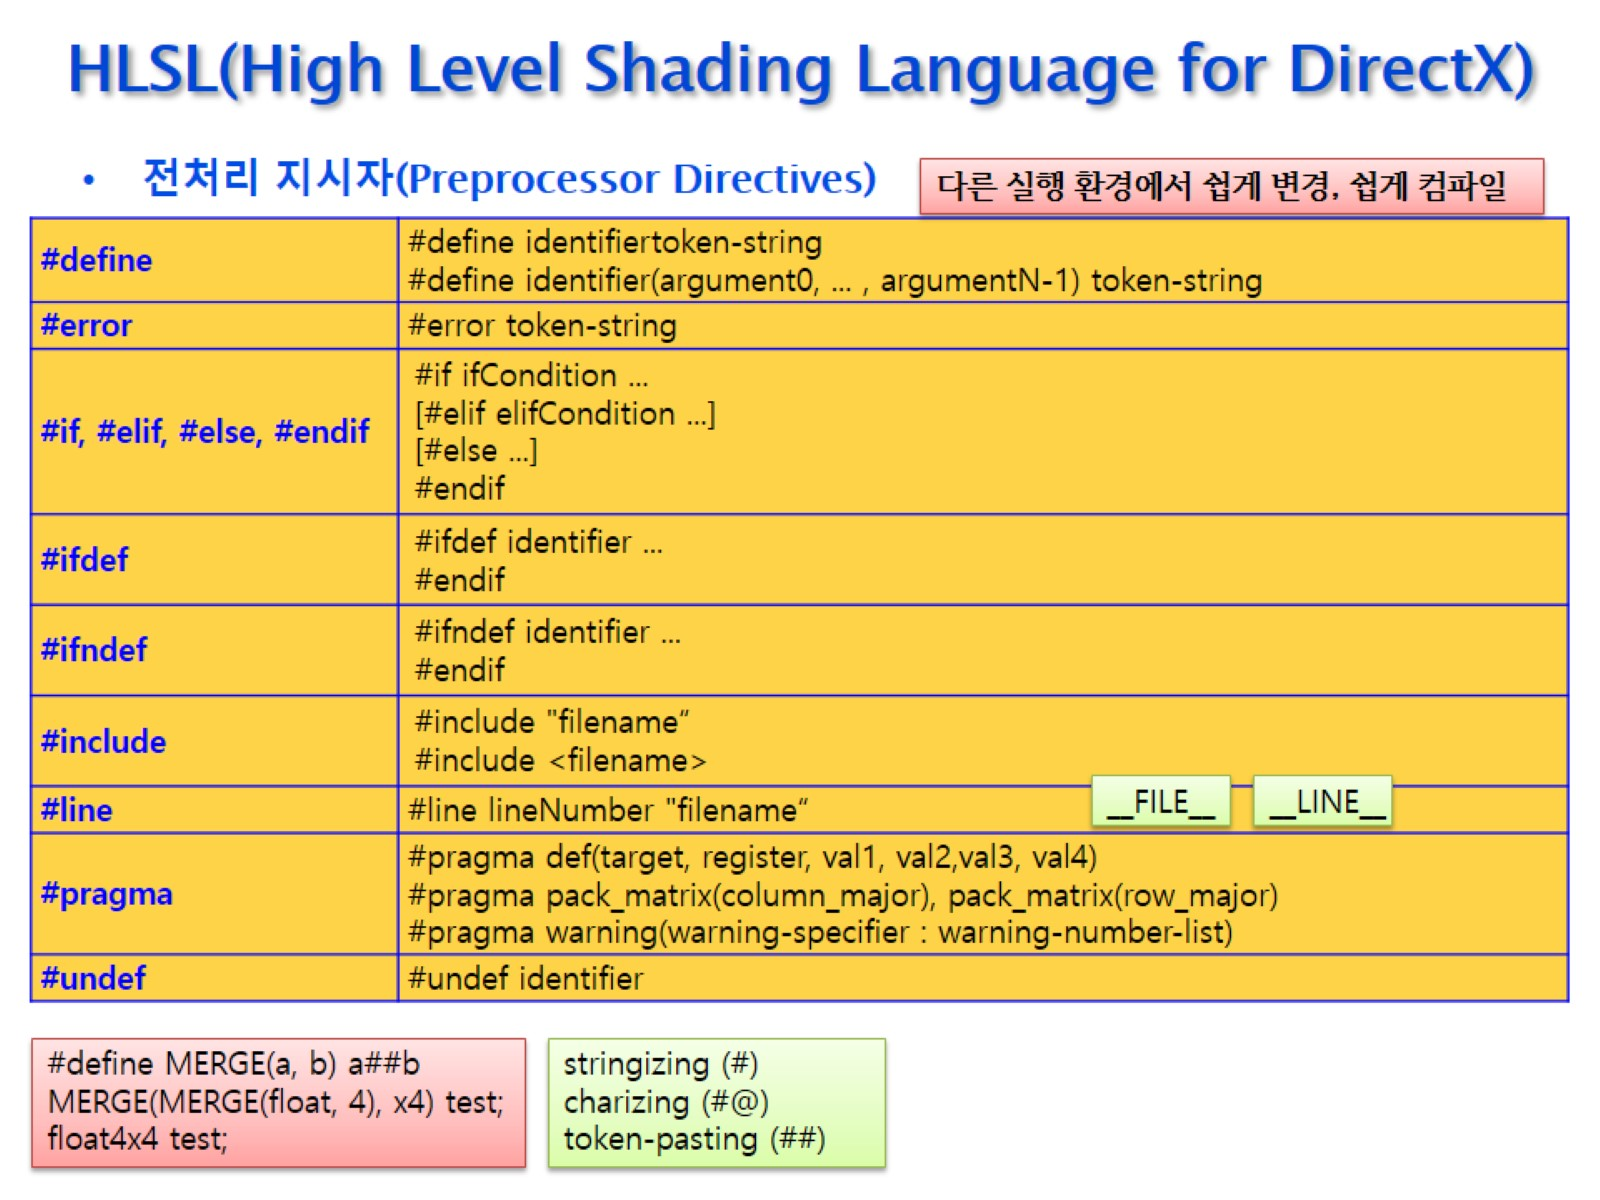 HLSL(High Level Shading Language for DirectX)
• 전처리 지시자(Preprocessor Directives)
다른 실행 환경에서 쉽게 변경, 쉽게 컴파일
#define
#define identifiertoken-string
#define identifier(argument0, ... , argumentN-1) token-string
#error
#error token-string
#if, #elif, #else, #endif
#if ifCondition ...
[#elif elifCondition ...]
[#else ...]
#endif
#ifdef
#ifdef identifier ...
#endif
#ifndef
#ifndef identifier ...
#endif
#include
#include "filename“
#include <filename>
#line
#line lineNumber "filename“
__FILE__
__LINE__
#pragma
#pragma def(target, register, val1, val2,val3, val4)
#pragma pack_matrix(column_major), pack_matrix(row_major)
#pragma warning(warning-specifier : warning-number-list)
#undef
#undef identifier
#define MERGE(a, b) a##b
MERGE(MERGE(float, 4), x4) test;
float4x4 test;
stringizing (#)
charizing (#@)
token-pasting (##)